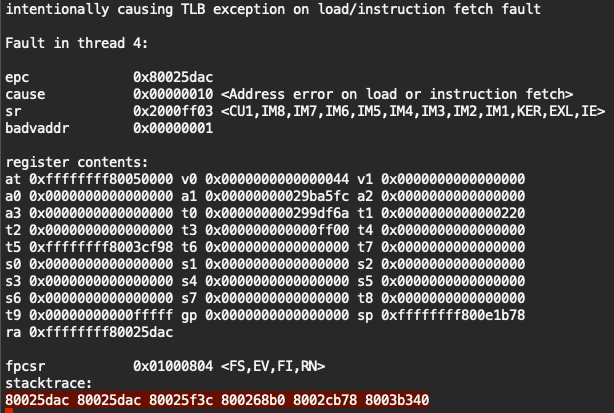 intentionally causing TLB exception on load/instruction fetch fault
Fault in thread 4:
epc 0x80025dac
cause 0x00000010 <Address error on load or instruction fetch>
sr 0x2000ff03 <CU1,IM8,IM7,IM6,IM5,IM4,IM3,IM2,IM1,KER,EXL,IE>
badvaddr 0x00000001
register contents:
at 0xffffffff80050000 v0 0x0000000000000044 v1 0x0000000000000000
a0 0x0000000000000000 a1 0x00000000029ba5fc a2 0x0000000000000000
a3 0x0000000000000000 t0 0x000000000299df6a t1 0x0000000000000220
t2 0x0000000000000000 t3 0x000000000000ff00 t4 0x0000000000000000
t5 0xffffffff8003cf98 t6 0x0000000000000000 t7 0x0000000000000000
s0 0x0000000000000000 s1 0x0000000000000000 s2 0x0000000000000000
s3 0x0000000000000000 s4 0x0000000000000000 s5 0x0000000000000000
s6 0x0000000000000000 s7 0x0000000000000000 t8 0x0000000000000000
t9 0x00000000000fffff gp 0x0000000000000000 sp 0xffffffff800e1b78
ra 0xffffffff80025dac
fpcsr 0x01000804 <FS,EV,FI,RN>
stacktrace:
80025dac 80025dac 80025f3c 800268b0 8002cb78 8003b340